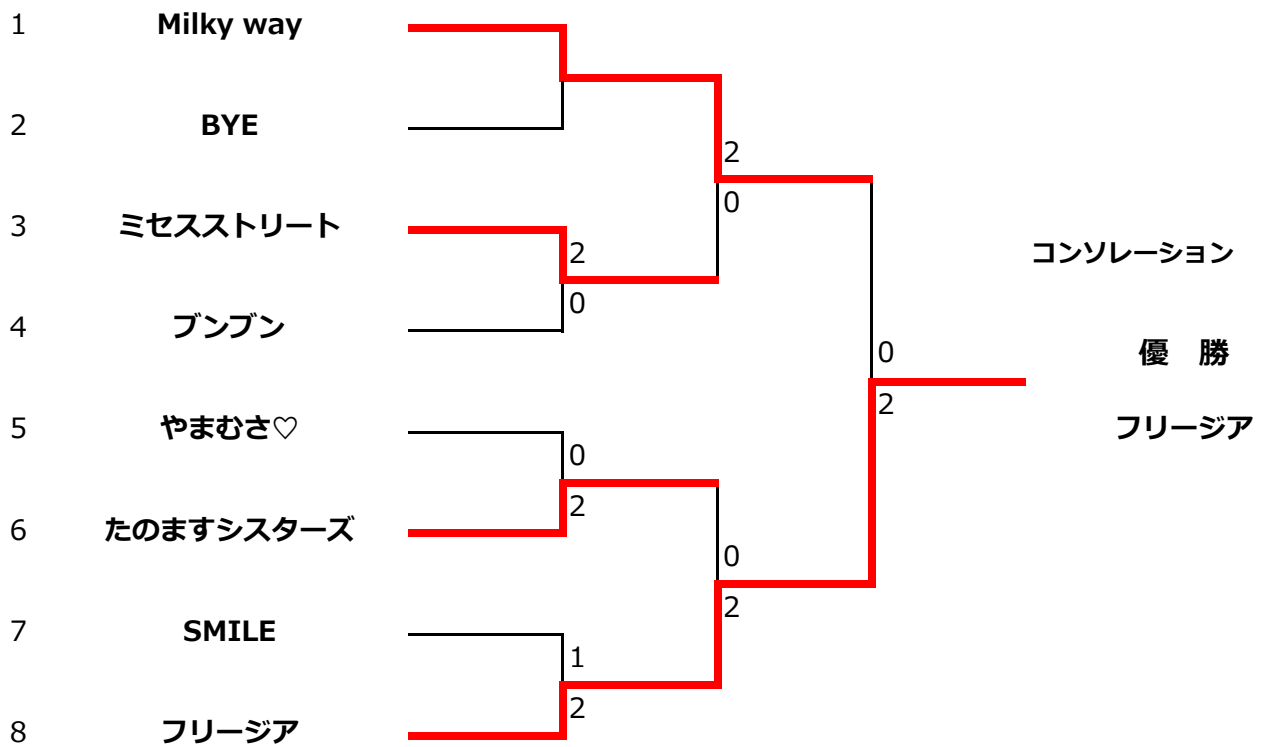 1 Milky way
2 BYE
2
0
3 ミセスストリート
2
コンソレーション
0
4 ブンブン
優　勝
0
2
5 やまむさ♡
フリージア
0
2
6 たのますシスターズ
0
2
7 SMILE
1
2
8 フリージア